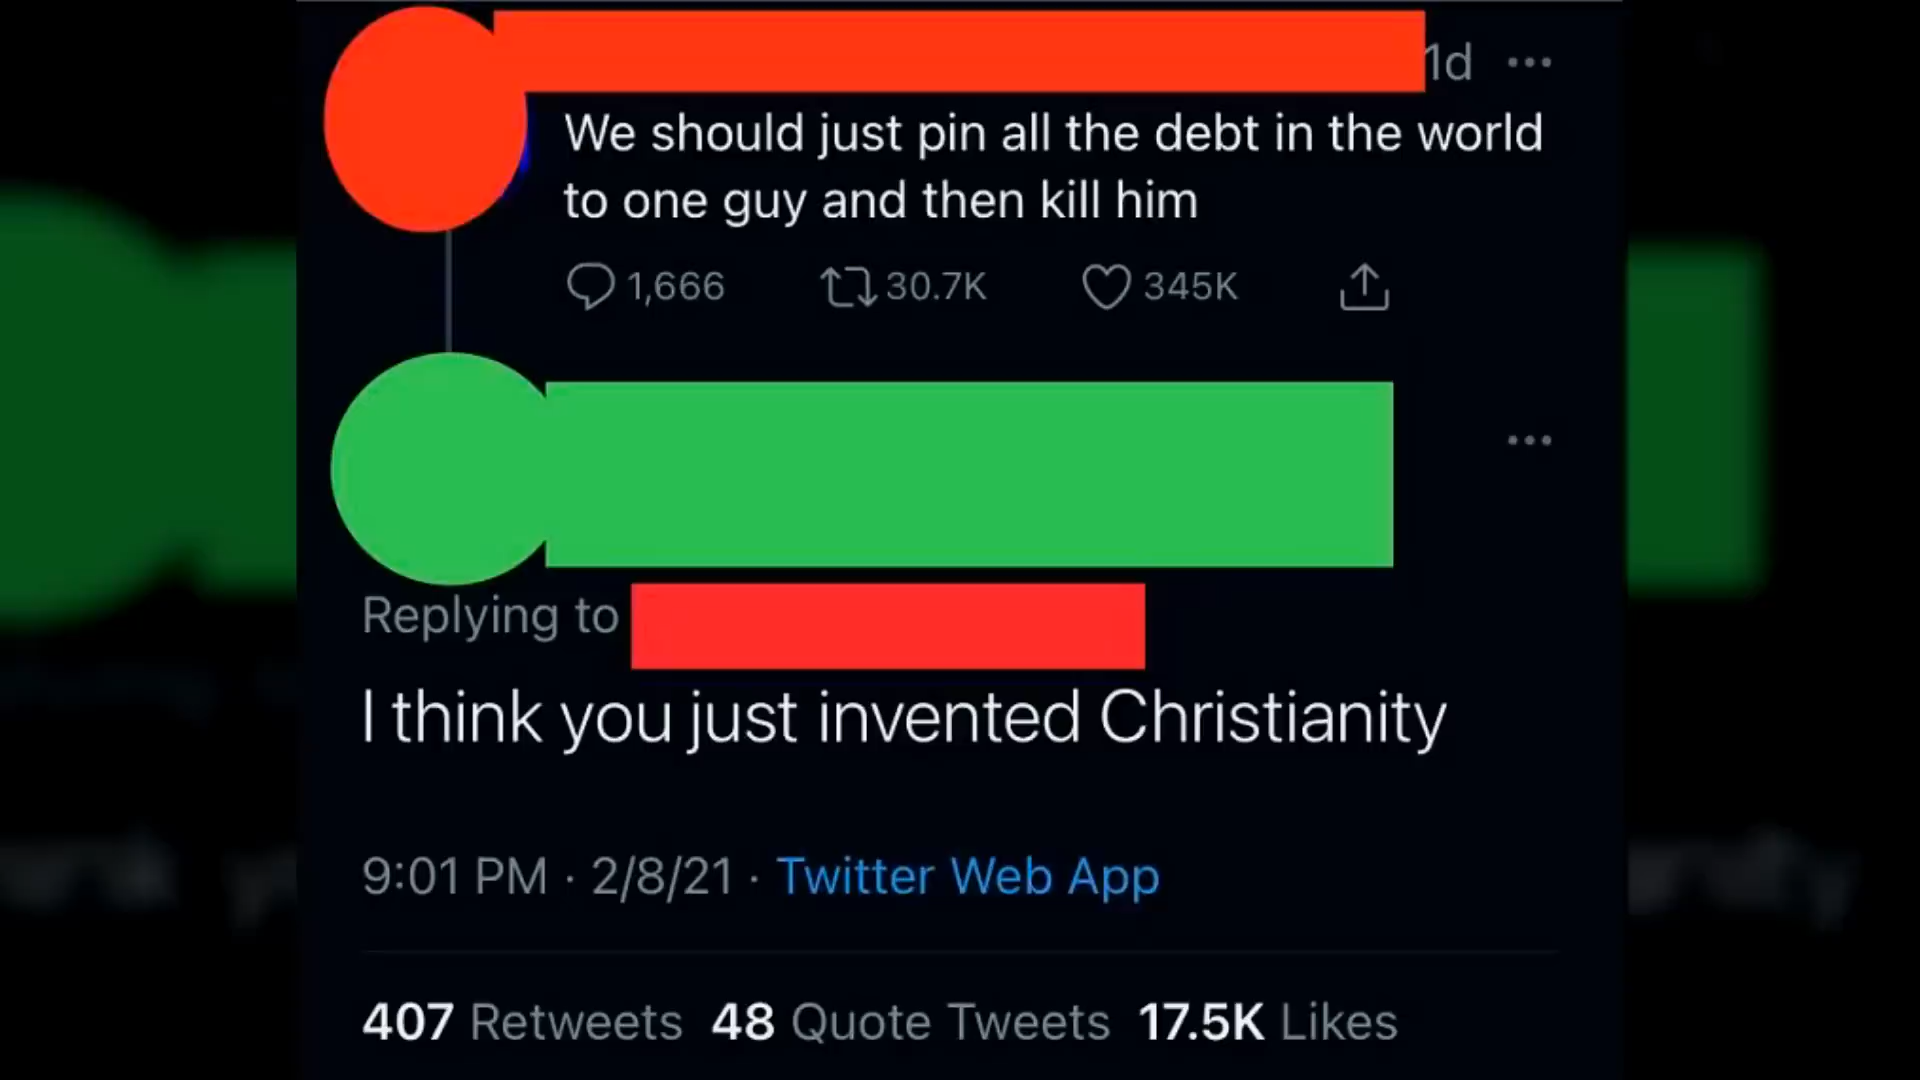 1d
We should just pin all the debt in the world
to one guy and then kill him
1,666 30.7K 345K
Replying to
I think you just invented Christianity
9:01 PM · 2/8/21 · Twitter Web App
407 Retweets 48 Quote Tweets 17.5K Likes